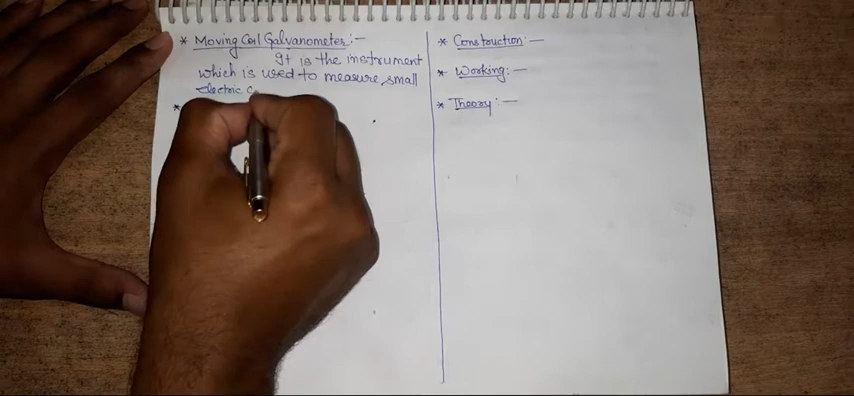 * Moving Coil Galvanometer:-
It is the instrument
which is used to measure small
electric c
*
* Construction:-
* Working:-
* Theory:-